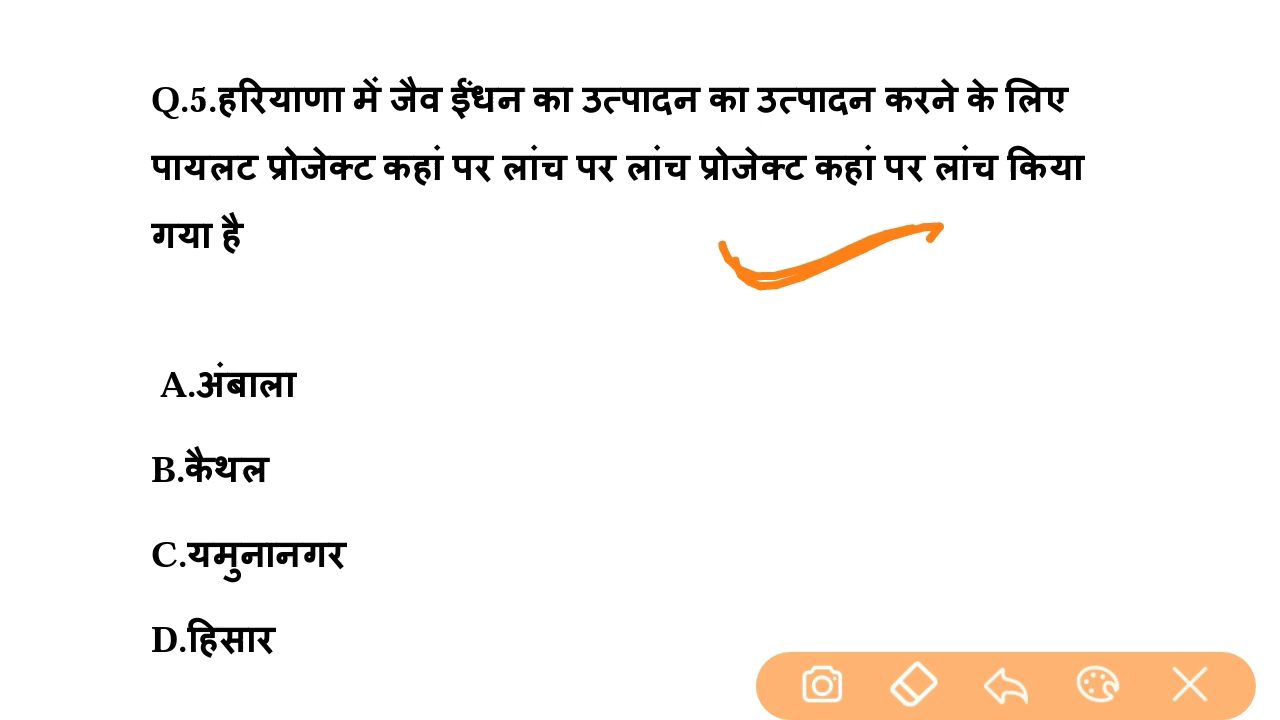 Q.5.हरियाणा में जैव ईंधन का उत्पादन का उत्पादन करने के लिए
पायलट प्रोजेक्ट कहां पर लांच पर लांच प्रोजेक्ट कहां पर लांच किया
गया है
A.अंबाला
B.कैथल
C.यमुनानगर
D.हिसार